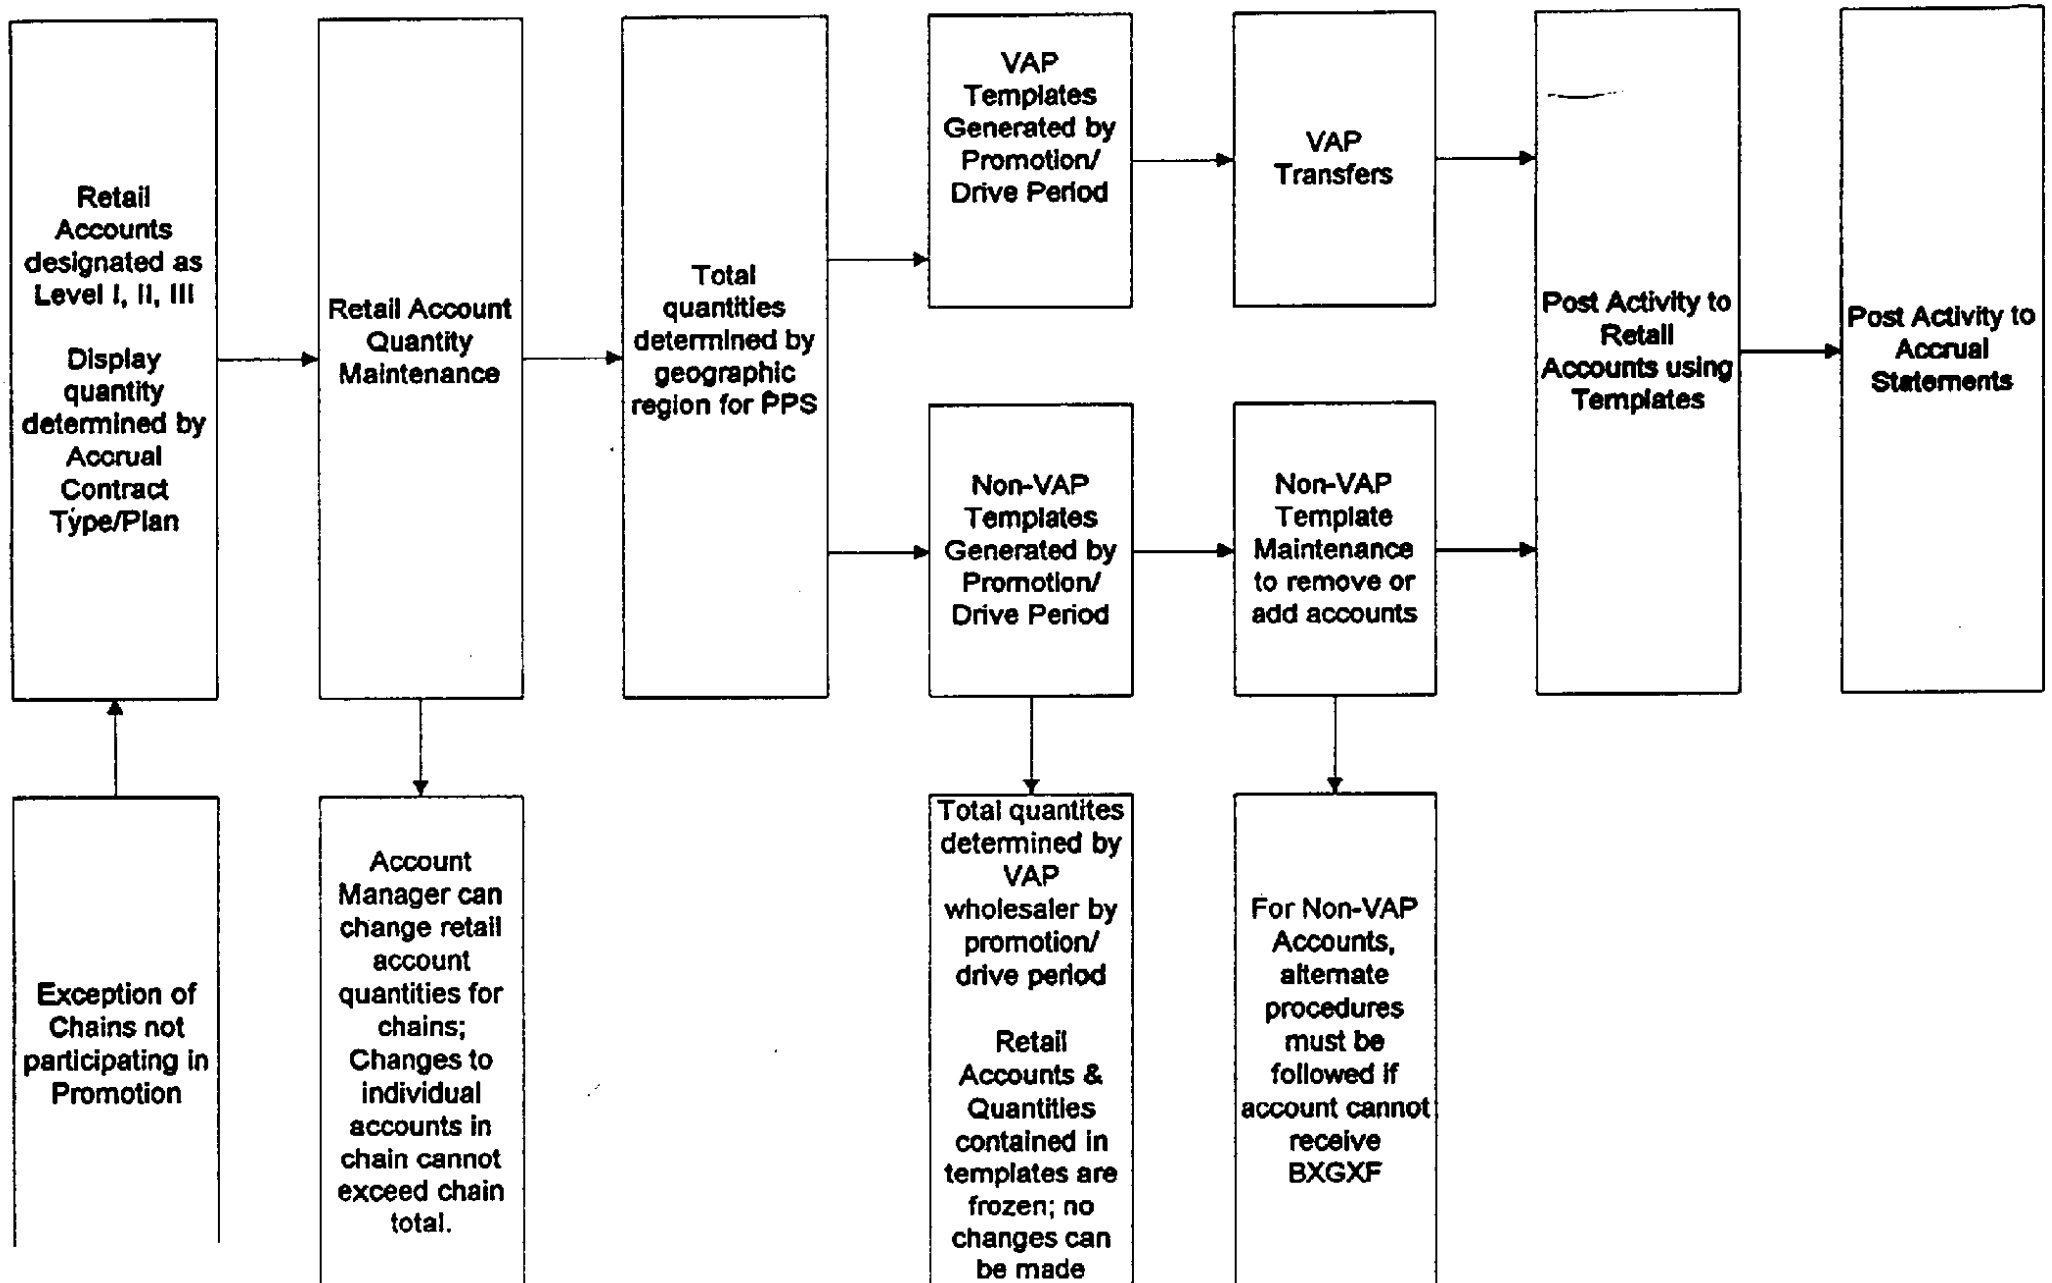 Retail
Accounts
designated as
Level I, II, III
Display
quantity
determined by
Accrual
Contract
Type/Plan
Retail Account
Quantity
Maintenance
Total
quantities
determined by
geographic
region for PPS
VAP
Templates
Generated by
Promotion/
Drive Period
VAP
Transfers
Non-VAP
Templates
Generated by
Promotion/
Drive Period
Non-VAP
Template
Maintenance
to remove or
add accounts
Post Activity to
Retail
Accounts using
Templates
Post Activity to
Accrual
Statements
Exception of
Chains not
participating in
Promotion
Account
Manager can
change retail
account
quantities for
chains;
Changes to
individual
accounts in
chain cannot
exceed chain
total.
Total quantites
determined by
VAP
wholesaler by
promotion/
drive period
Retail
Accounts &
Quantities
contained in
templates are
frozen; no
changes can
be made
For Non-VAP
Accounts,
alternate
procedures
must be
followed if
account cannot
receive
BXGXF